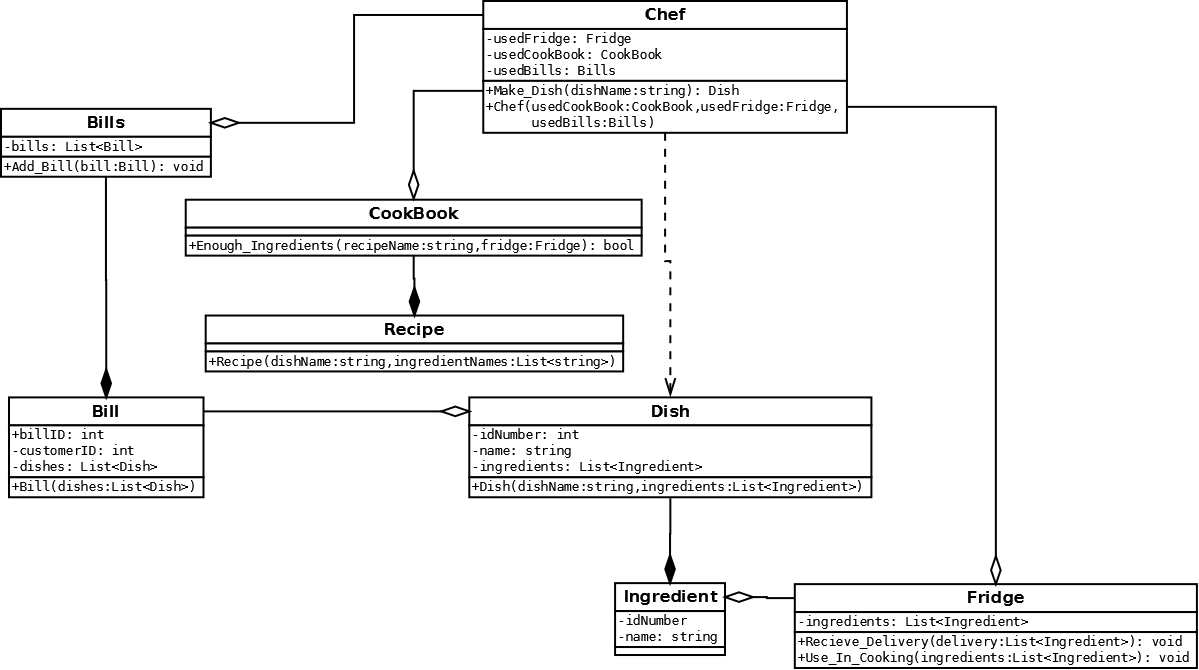 Chef
-usedFridge: Fridge
-usedCookBook: CookBook
-usedBills: Bills
+Make_Dish(dishName:string): Dish
+Chef(usedCookBook:CookBook,usedFridge:Fridge,
usedBills:Bills)
Bills
-bills: List<Bill>
+Add_Bill(bill:Bill): void
CookBook
+Enough_Ingredients(recipeName:string,fridge:Fridge): bool
Recipe
+Recipe(dishName:string,ingredientNames:List<string>)
Bill
+billID: int
-customerID: int
-dishes: List<Dish>
+Bill(dishes:List<Dish>)
Dish
-idNumber: int
-name: string
-ingredients: List<Ingredient>
+Dish(dishName:string,ingredients:List<Ingredient>)
Ingredient
-idNumber
-name: string
Fridge
-ingredients: List<Ingredient>
+Recieve_Delivery(delivery:List<Ingredient>): void
+Use_In_Cooking(ingredients:List<Ingredient>): void